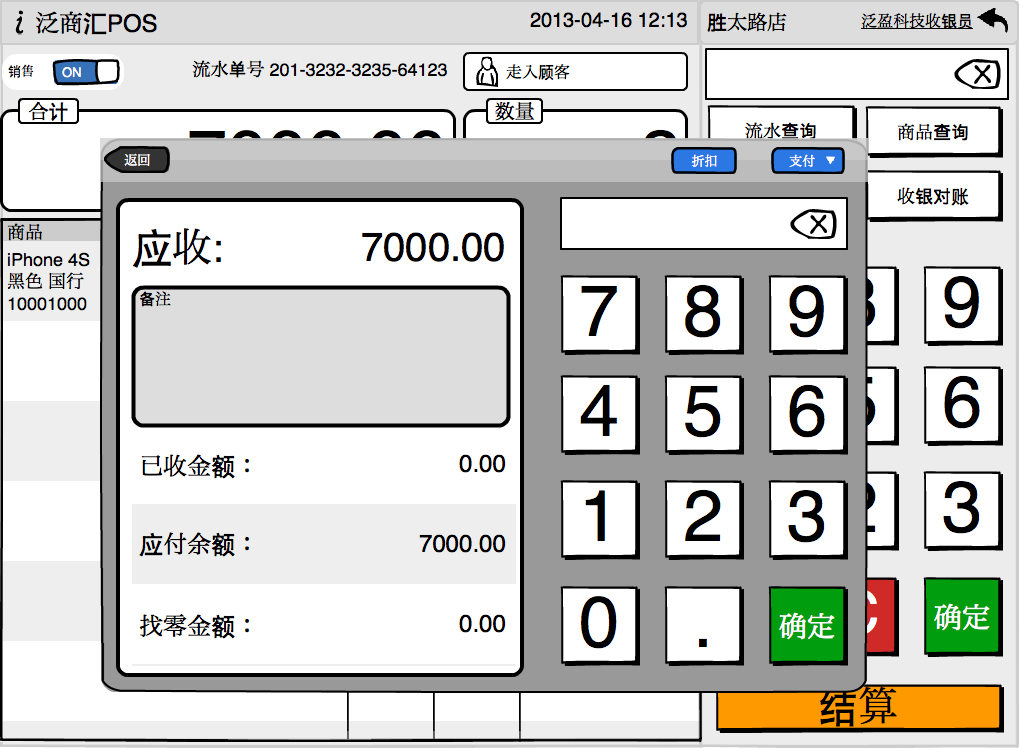 i 泛商汇POS
2013-04-16 12:13
胜太路店
泛盈科技收银员
销售
ON
流水单号 201-3232-3235-64123
走入顾客
合计
数量
流水查询
商品查询
返回
折扣
支付 ▼
收银对账
商品
iPhone 4S
黑色 国行
10001000
应收: 7000.00
备注
已收金额： 0.00
应付余额： 7000.00
找零金额： 0.00
7 8 9
4 5 6
1 2 3
0 . 确定
9
6
3
C 确定
结算